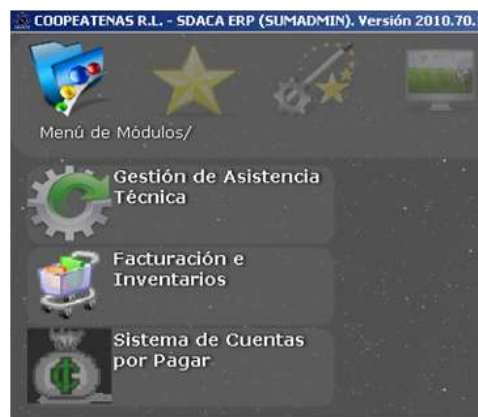 COOPEATENAS R.L. - SDACA ERP (SUMADMIN). Versión 2010.70.
Menú de Módulos/
Gestión de Asistencia
Técnica
Facturación e
Inventarios
Sistema de Cuentas
por Pagar